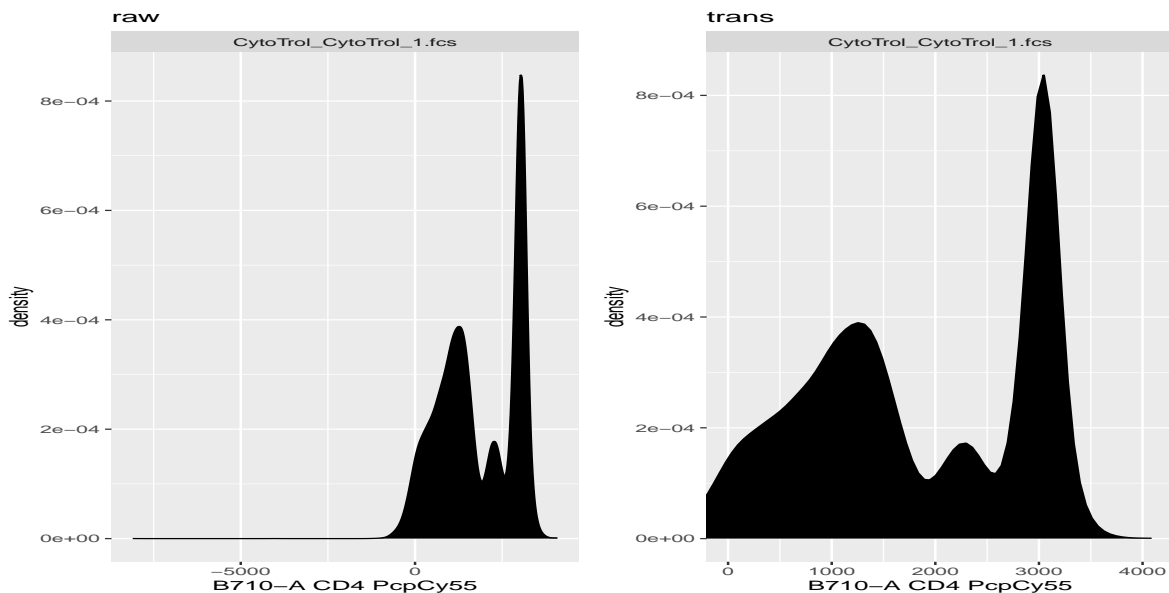 raw
CytoTrol_CytoTrol_1.fcs
8e−04
6e−04
4e−04
2e−04
0e+00
density
−5000
0
B710−A CD4 PcpCy55
trans
CytoTrol_CytoTrol_1.fcs
8e−04
6e−04
4e−04
2e−04
0e+00
density
0
1000
2000
3000
4000
B710−A CD4 PcpCy55